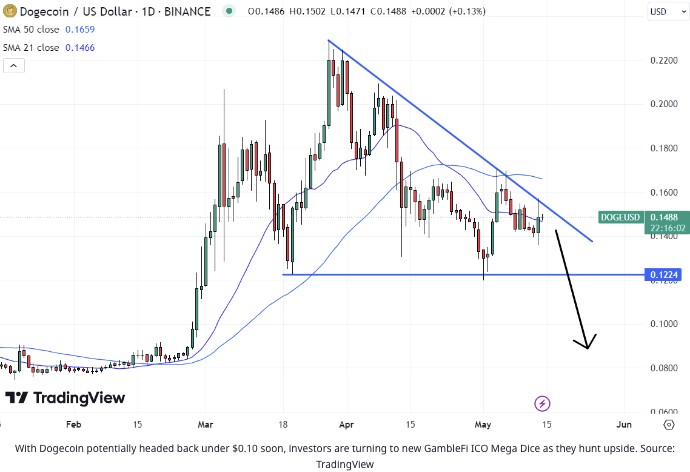 Dogecoin / US Dollar · 1D · BINANCE O0.1486 H0.1502 L0.1471 C0.1488 +0.0002 (+0.13%) USD
SMA 50 close 0.1659
SMA 21 close 0.1466
0.2200
0.2000
0.1800
0.1600
DOGEUSD 0.1488
22:16:02
0.1400
0.1224
0.1000
0.0800
TradingView
0.0600
Feb 15 Mar 18 Apr 15 May 15 Jun
With Dogecoin potentially headed back under $0.10 soon, investors are turning to new GambleFi ICO Mega Dice as they hunt upside. Source:
TradingView